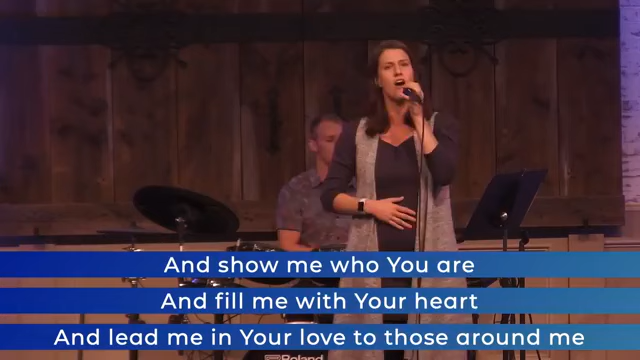 And show me who You are
And fill me with Your heart
And lead me in Your love to those around me
Roland